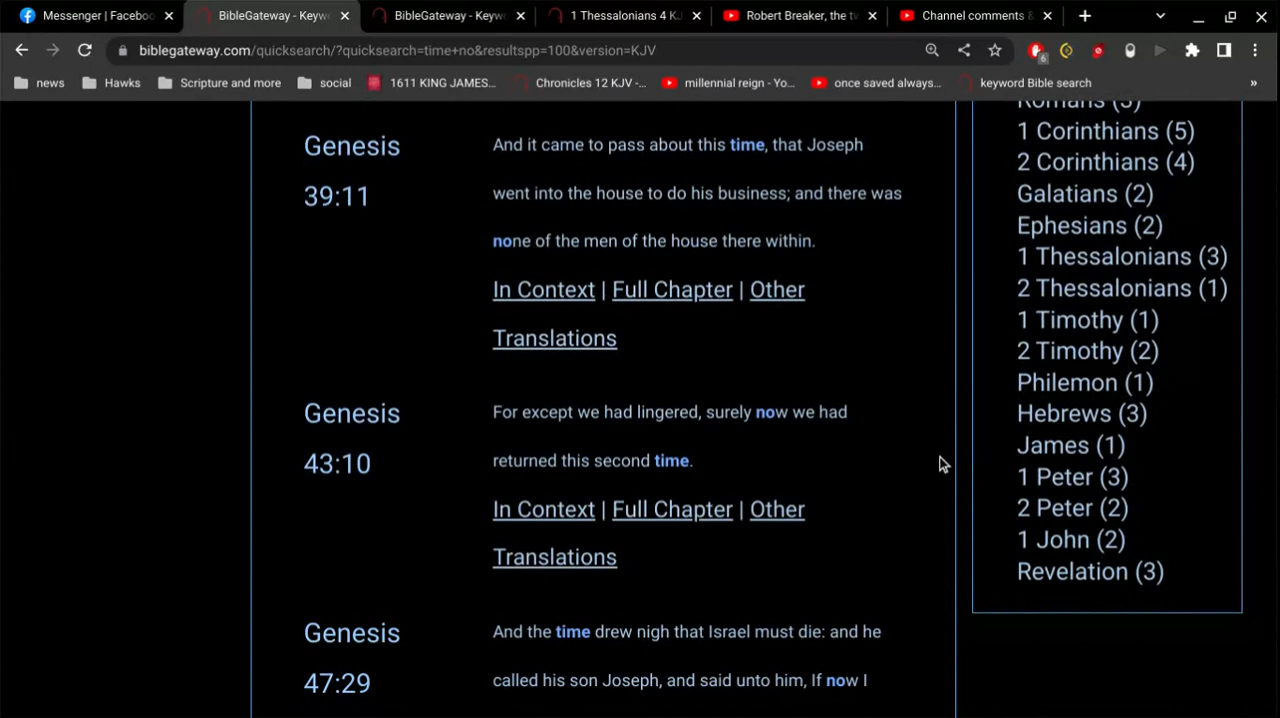 Messenger | Faceboo
BibleGateway - Keyw
BibleGateway - Keyw
1 Thessalonians 4 KJ
Robert Breaker, the tw
Channel comments &
biblegateway.com/quicksearch/?quicksearch=time+no&resultspp=100&version=KJV
6
news
Hawks
Scripture and more
social
1611 KING JAMES...
Chronicles 12 KJV -...
millennial reign - Yo...
once saved always...
keyword Bible search
»
Genesis
39:11
And it came to pass about this time, that Joseph
went into the house to do his business; and there was
none of the men of the house there within.
In Context | Full Chapter | Other
Translations
Genesis
43:10
For except we had lingered, surely now we had
returned this second time.
In Context | Full Chapter | Other
Translations
Genesis
47:29
And the time drew nigh that Israel must die: and he
called his son Joseph, and said unto him, If now I
Romans (5)
1 Corinthians (5)
2 Corinthians (4)
Galatians (2)
Ephesians (2)
1 Thessalonians (3)
2 Thessalonians (1)
1 Timothy (1)
2 Timothy (2)
Philemon (1)
Hebrews (3)
James (1)
1 Peter (3)
2 Peter (2)
1 John (2)
Revelation (3)